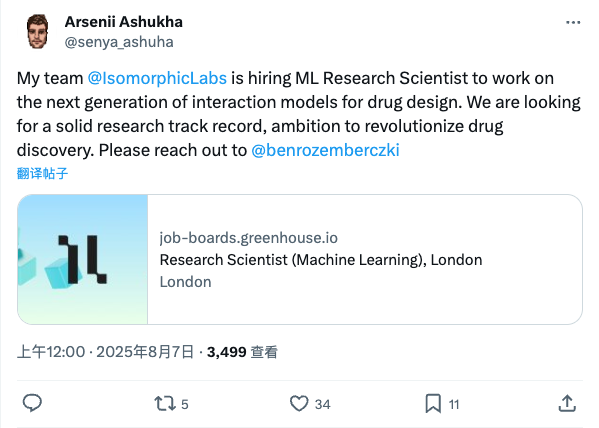 Arsenii Ashukha
@senya_ashuha
My team @IsomorphicLabs is hiring ML Research Scientist to work on
the next generation of interaction models for drug design. We are looking
for a solid research track record, ambition to revolutionize drug
discovery. Please reach out to @benrozemberczki
翻译帖子
job-boards.greenhouse.io
Research Scientist (Machine Learning), London
London
上午12:00 · 2025年8月7日 · 3,499 查看
5 34 11